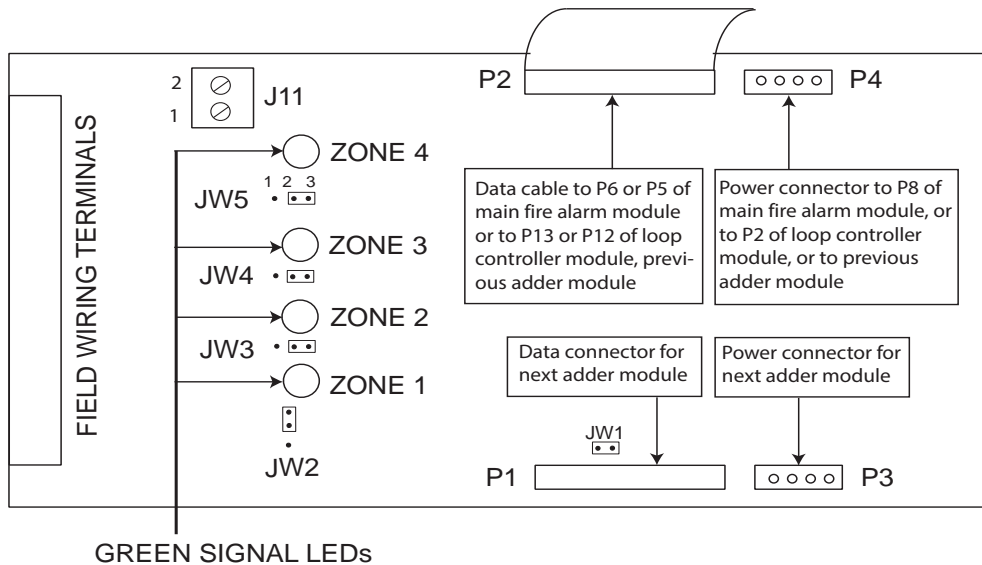 P2
P4
2
1
J11
ZONE 4
1 2 3
JW5
Data cable to P6 or P5 of
main fire alarm module
or to P13 or P12 of loop
controller module, previ-
ous adder module
Power connector to P8 of
main fire alarm module, or
to P2 of loop controller
module, or to previous
adder module
FIELD WIRING TERMINALS
ZONE 3
JW4
ZONE 2
JW3
ZONE 1
Data connector for
next adder module
Power connector for
next adder module
JW1
JW2
P1
P3
GREEN SIGNAL LEDs